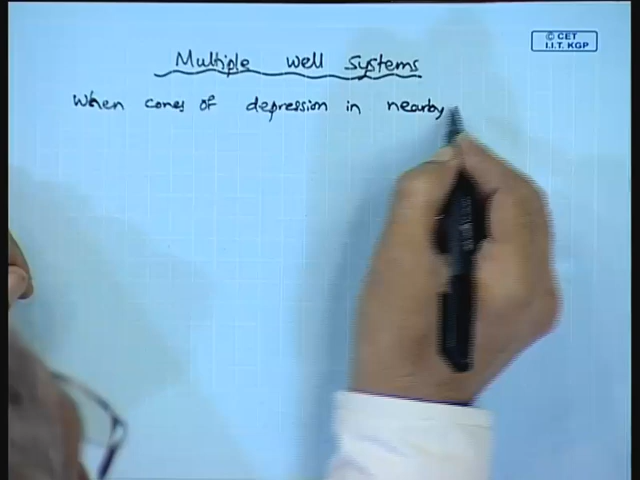 © CET
I.I.T. KGP
Multiple well Systems
When cones of depression in nearby